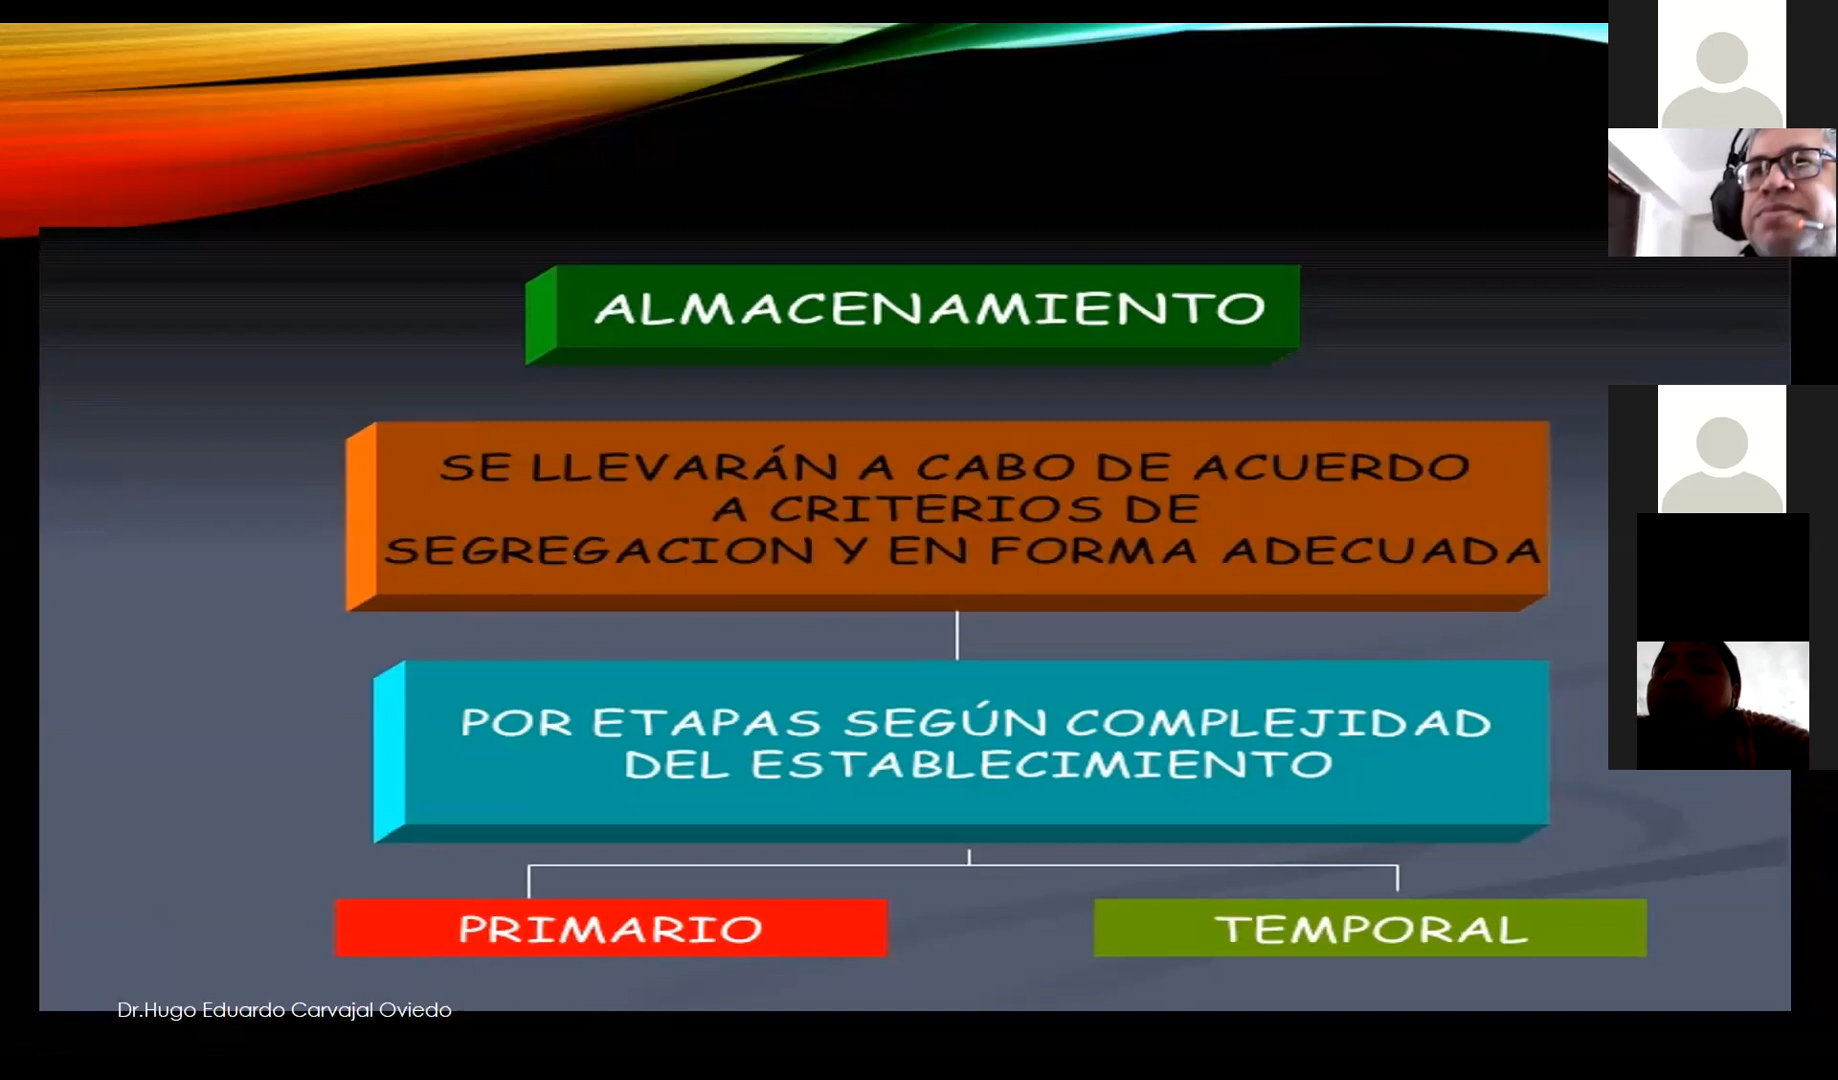 ALMACENAMIENTO
SE LLEVARÁN A CABO DE ACUERDO
A CRITERIOS DE
SEGREGACION Y EN FORMA ADECUADA
POR ETAPAS SEGÚN COMPLEJIDAD
DEL ESTABLECIMIENTO
PRIMARIO
TEMPORAL
Dr.Hugo Eduardo Carvajal Oviedo